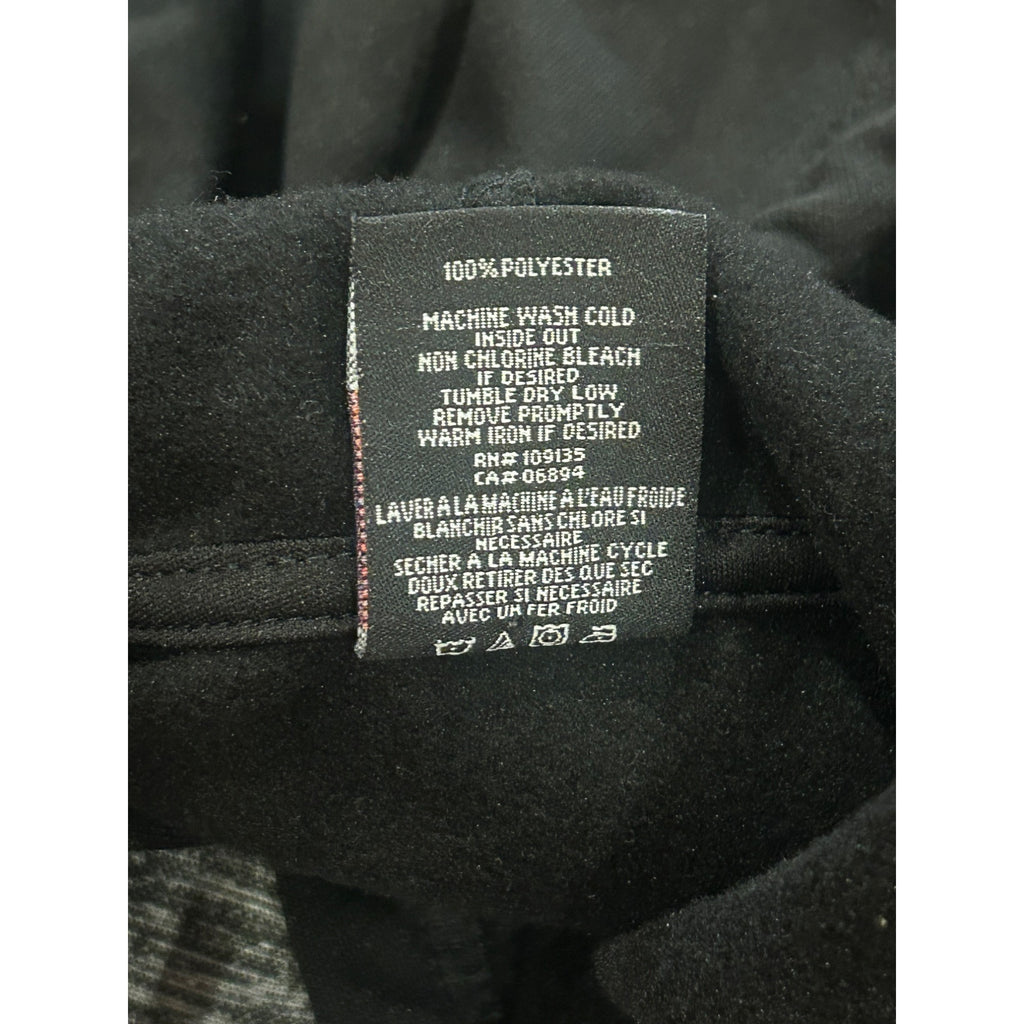 100% POLYESTER
MACHINE WASH COLD
INSIDE OUT
NON CHLORINE BLEACH
IF DESIRED
TUMBLE DRY LOW
REMOVE PROMPTLY
WARM IRON IF DESIRED
RN# 109135
CA# 06894
LAVER A LA MACHINE A L'EAU FROIDE
BLANCHIR SANS CHLORE SI
NECESSAIRE
SECHER A LA MACHINE CYCLE
DOUX RETIRER DES QUE SEC
REPASSER SI NECESSAIRE
AVEC UN FER FROID